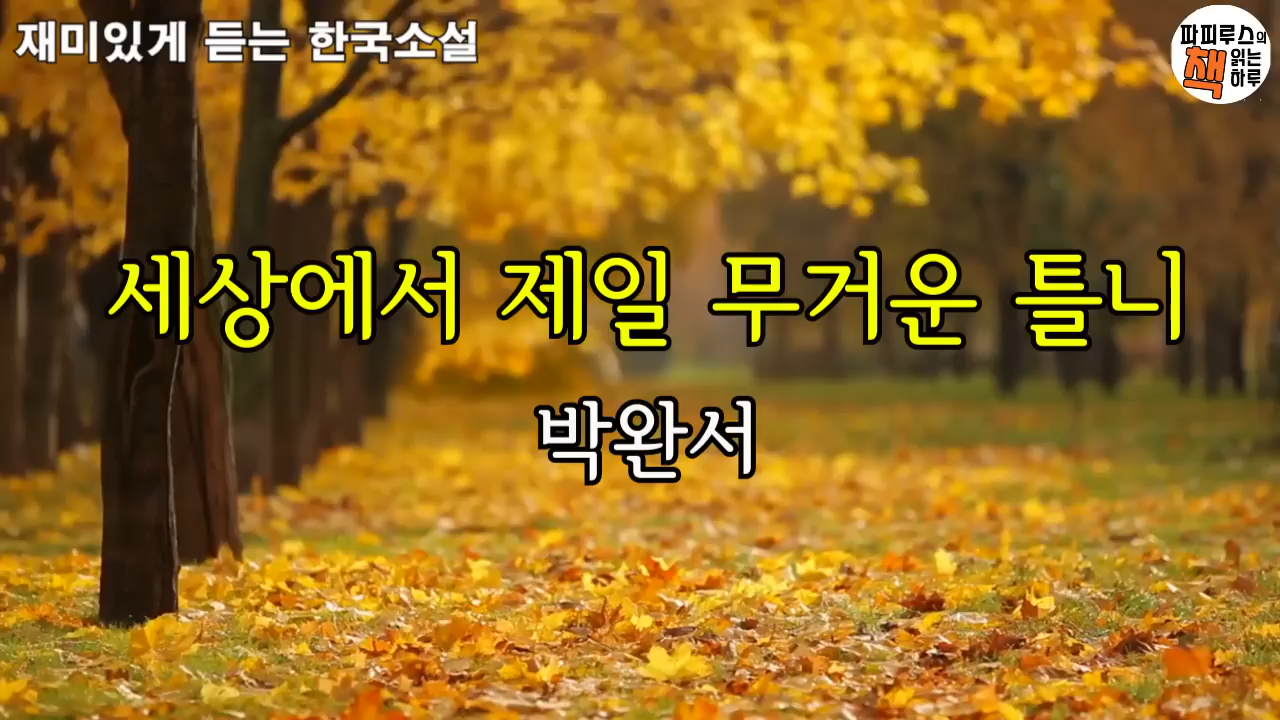 재미있게 듣는 한국소설
파피루스의
책 읽는
하루
세상에서 제일 무거운 틀니
박완서